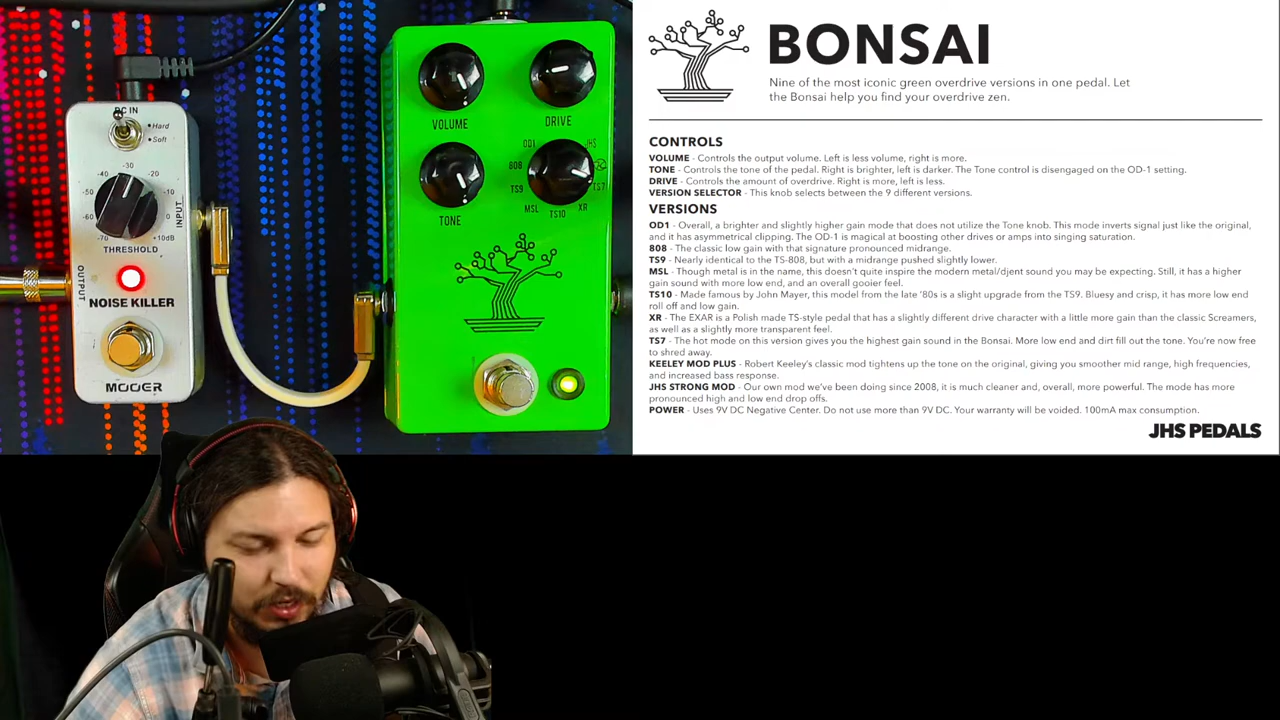 DC IN
Hard
Soft
-30
-40
-20
-50
-10
-60
0
-70
+10dB
THRESHOLD
INPUT
OUTPUT
NOISE KILLER
MOOER
VOLUME
DRIVE
TONE
OD1
JHS
808
TS9
TS7
MSL
XR
TS10
BONSAI
Nine of the most iconic green overdrive versions in one pedal. Let
the Bonsai help you find your overdrive zen.
CONTROLS
VOLUME - Controls the output volume. Left is less volume, right is more.
TONE - Controls the tone of the pedal. Right is brighter, left is darker. The Tone control is disengaged on the OD-1 setting.
DRIVE - Controls the amount of overdrive. Right is more, left is less.
VERSION SELECTOR - This knob selects between the 9 different versions.
VERSIONS
OD1 - Overall, a brighter and slightly higher gain mode that does not utilize the Tone knob. This mode inverts signal just like the original,
and it has asymmetrical clipping. The OD-1 is magical at boosting other drives or amps into singing saturation.
808 - The classic low gain with that signature pronounced midrange.
TS9 - Nearly identical to the TS-808, but with a midrange pushed slightly lower.
MSL - Though metal is in the name, this doesn't quite inspire the modern metal/djent sound you may be expecting. Still, it has a higher
gain sound with more low end, and an overall gooier feel.
TS10 - Made famous by John Mayer, this model from the late '80s is a slight upgrade from the TS9. Bluesy and crisp, it has more low end
roll off and low gain.
XR - The EXAR is a Polish made TS-style pedal that has a slightly different drive character with a little more gain than the classic Screamers,
as well as a slightly more transparent feel.
TS7 - The hot mode on this version gives you the highest gain sound in the Bonsai. More low end and dirt fill out the tone. You're now free
to shred away.
KEELEY MOD PLUS - Robert Keeley's classic mod tightens up the tone on the original, giving you smoother mid range, high frequencies,
and increased bass response.
JHS STRONG MOD - Our own mod we've been doing since 2008, it is much cleaner and, overall, more powerful. The mode has more
pronounced high and low end drop offs.
POWER - Uses 9V DC Negative Center. Do not use more than 9V DC. Your warranty will be voided. 100mA max consumption.
JHS PEDALS